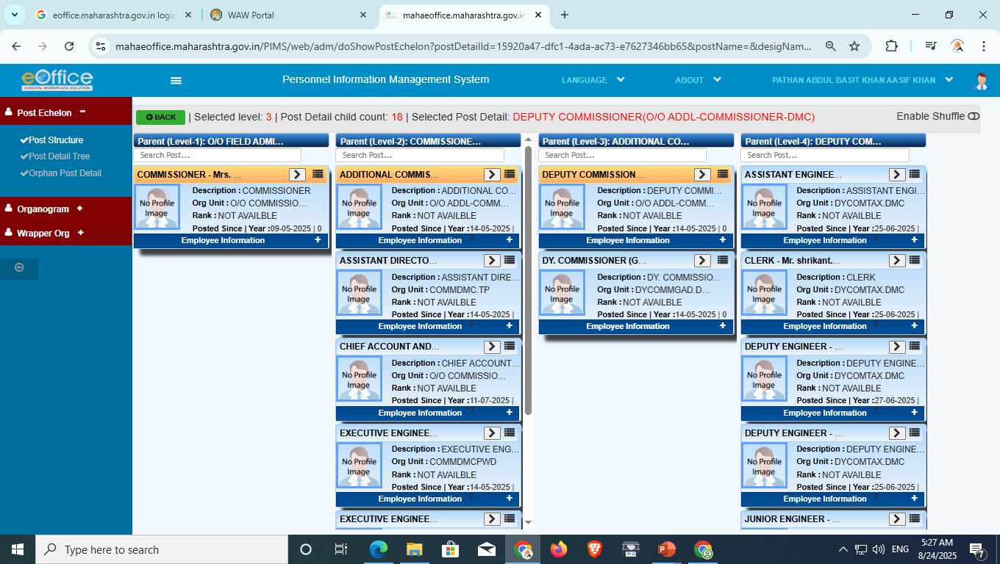 eoffice.maharashtra.gov.in login
WAW Portal
mahaeoffice.maharashtra.gov.in
mahaeoffice.maharashtra.gov.in/PIMS/web/adm/doShowPostEchelon?postDetailId=15920a47-dfc1-4ada-ac73-e7627346bb65&postName=&desigNam...
eOffice
A DIGITAL WORKPLACE SOLUTION
Personnel Information Management System
LANGUAGE
ABOUT
PATHAN ABDUL BASIT KHAN AASIF KHAN
Post Echelon
Post Structure
Post Detail Tree
Orphan Post Detail
Organogram
Wrapper Org
BACK | Selected level: 3 | Post Detail child count: 18 | Selected Post Detail: DEPUTY COMMISSIONER(O/O ADDL-COMMISSIONER-DMC)
Enable Shuffle
Parent (Level-1): O/O FIELD ADMI...
Search Post...
COMMISSIONER - Mrs. ...
No Profile Image
Description : COMMISSIONER
Org Unit : O/O COMMISSIO...
Rank : NOT AVAILBLE
Posted Since | Year :09-05-2025 | 0
Employee Information +
Parent (Level-2): COMMISSIONE...
Search Post...
ADDITIONAL COMMIS...
No Profile Image
Description : ADDITIONAL CO...
Org Unit : O/O ADDL-COMM...
Rank : NOT AVAILBLE
Posted Since | Year :14-05-2025 |
0
Employee Information +
ASSISTANT DIRECTO...
No Profile Image
Description : ASSISTANT DIRE...
Org Unit : COMMDMC.TP
Rank : NOT AVAILBLE
Posted Since | Year :14-05-2025 |
0
Employee Information +
CHIEF ACCOUNT AND...
No Profile Image
Description : CHIEF ACCOUNT...
Org Unit : O/O COMMISSIO...
Rank : NOT AVAILBLE
Posted Since | Year :11-07-2025 |
0
Employee Information +
EXECUTIVE ENGINEE...
No Profile Image
Description : EXECUTIVE ENG...
Org Unit : COMMDMCPWD
Rank : NOT AVAILBLE
Posted Since | Year :14-05-2025 |
0
Employee Information +
EXECUTIVE ENGINEE...
Parent (Level-3): ADDITIONAL CO...
Search Post...
DEPUTY COMMISSION...
No Profile Image
Description : DEPUTY COMMI...
Org Unit : O/O ADDL-COMM...
Rank : NOT AVAILBLE
Posted Since | Year :14-05-2025 | 0
Employee Information +
DY. COMMISSIONER (G...
No Profile Image
Description : DY. COMMISSIO...
Org Unit : DYCOMMGAD.D...
Rank : NOT AVAILBLE
Posted Since | Year :14-05-2025 | 0
Employee Information +
Parent (Level-4): DEPUTY COM...
Search Post...
ASSISTANT ENGINEE...
No Profile Image
Description : ASSISTANT ENGI...
Org Unit : DYCOMTAX.DMC
Rank : NOT AVAILBLE
Posted Since | Year :25-06-2025 |
0
Employee Information +
CLERK - Mr. shrikant....
No Profile Image
Description : CLERK
Org Unit : DYCOMTAX.DMC
Rank : NOT AVAILBLE
Posted Since | Year :25-06-2025 |
0
Employee Information +
DEPUTY ENGINEER - ...
No Profile Image
Description : DEPUTY ENGINE...
Org Unit : DYCOMTAX.DMC
Rank : NOT AVAILBLE
Posted Since | Year :27-06-2025 |
0
Employee Information +
DEPUTY ENGINEER - ...
No Profile Image
Description : DEPUTY ENGINE...
Org Unit : DYCOMTAX.DMC
Rank : NOT AVAILBLE
Posted Since | Year :25-06-2025 |
0
Employee Information +
JUNIOR ENGINEER - ...
Type here to search
ENG
5:27 AM
8/24/2025
7